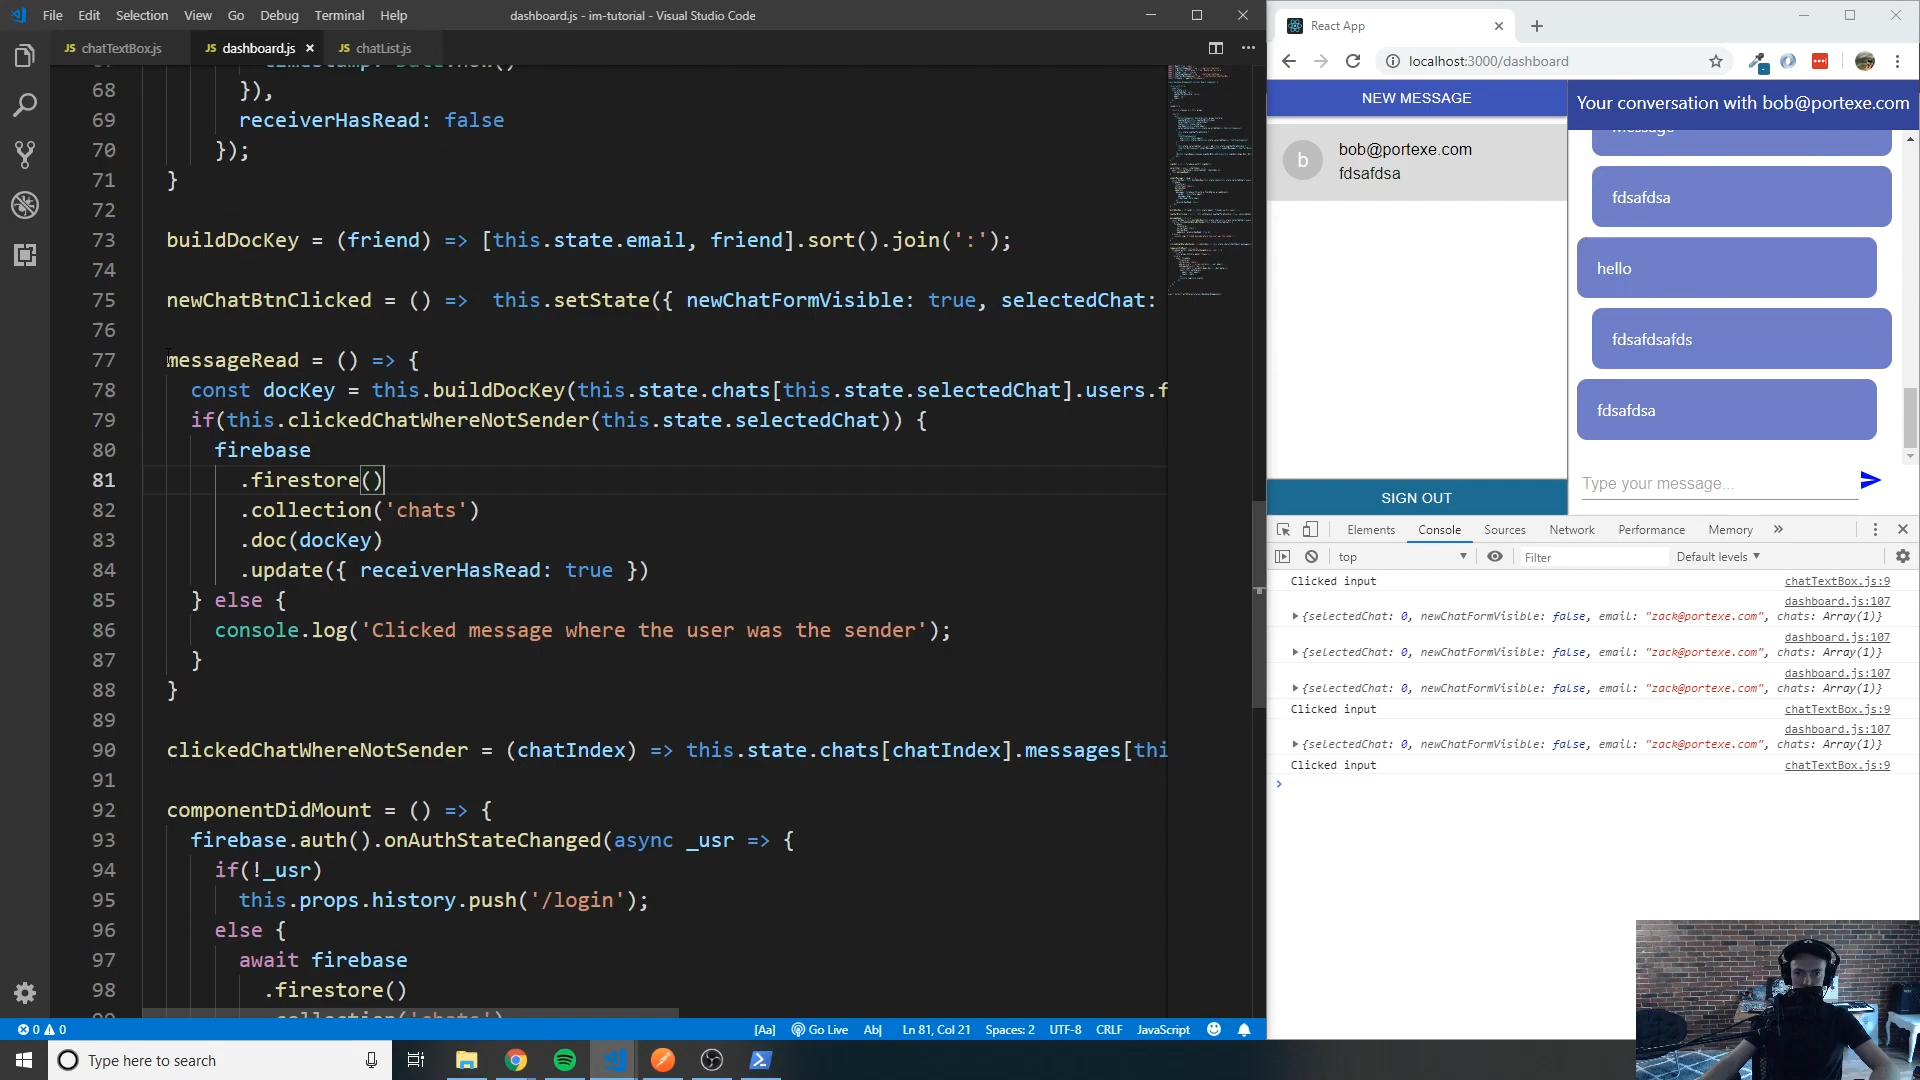 File Edit Selection View Go Debug Terminal Help
dashboard.js - im-tutorial - Visual Studio Code
JS chatTextBox.js
JS dashboard.js ×
JS chatList.js
68 }),
69 receiverHasRead: false
70 });
71 }
72
73 buildDocKey = (friend) => [this.state.email, friend].sort().join(':');
74
75 newChatBtnClicked = () => this.setState({ newChatFormVisible: true, selectedChat:
76
77 messageRead = () => {
78 const docKey = this.buildDocKey(this.state.chats[this.state.selectedChat].users.f
79 if(this.clickedChatWhereNotSender(this.state.selectedChat)) {
80 firebase
81 .firestore()
82 .collection('chats')
83 .doc(docKey)
84 .update({ receiverHasRead: true })
85 } else {
86 console.log('Clicked message where the user was the sender');
87 }
88 }
89
90 clickedChatWhereNotSender = (chatIndex) => this.state.chats[chatIndex].messages[thi
91
92 componentDidMount = () => {
93 firebase.auth().onAuthStateChanged(async _usr => {
94 if(!_usr)
95 this.props.history.push('/login');
96 else {
97 await firebase
98 .firestore()
0 0 [Aa] Go Live Ab| Ln 81, Col 21 Spaces: 2 UTF-8 CRLF JavaScript
React App
localhost:3000/dashboard
NEW MESSAGE
b
bob@portexe.com
fdsafdsa
SIGN OUT
Your conversation with bob@portexe.com
Message
fdsafdsa
hello
fdsafdsafds
fdsafdsa
Type your message...
Elements Console Sources Network Performance Memory »
top Filter Default levels
Clicked input chatTextBox.js:9
dashboard.js:107
{selectedChat: 0, newChatFormVisible: false, email: "zack@portexe.com", chats: Array(1)}
dashboard.js:107
{selectedChat: 0, newChatFormVisible: false, email: "zack@portexe.com", chats: Array(1)}
dashboard.js:107
{selectedChat: 0, newChatFormVisible: false, email: "zack@portexe.com", chats: Array(1)}
Clicked input chatTextBox.js:9
dashboard.js:107
{selectedChat: 0, newChatFormVisible: false, email: "zack@portexe.com", chats: Array(1)}
Clicked input chatTextBox.js:9
Type here to search